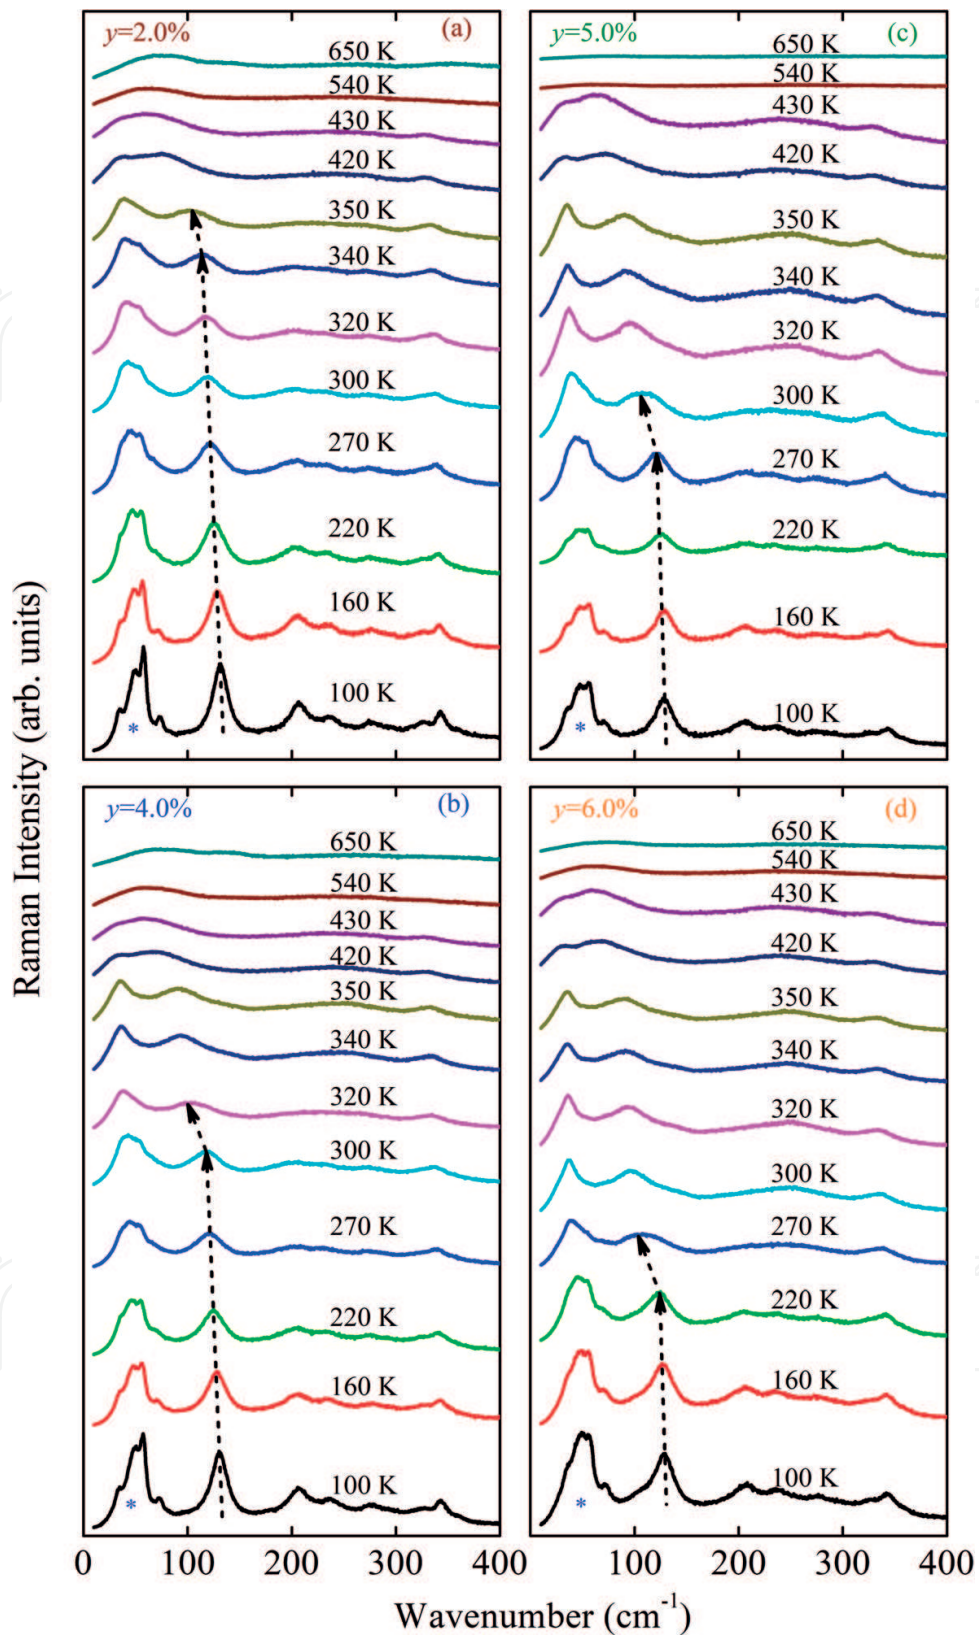 y=2.0%
(a)
650 K
540 K
430 K
420 K
350 K
340 K
320 K
300 K
270 K
220 K
160 K
100 K
*
y=5.0%
(c)
650 K
540 K
430 K
420 K
350 K
340 K
320 K
300 K
270 K
220 K
160 K
100 K
*
Raman Intensity (arb. units)
y=4.0%
(b)
650 K
540 K
430 K
420 K
350 K
340 K
320 K
300 K
270 K
220 K
160 K
100 K
*
y=6.0%
(d)
650 K
540 K
430 K
420 K
350 K
340 K
320 K
300 K
270 K
220 K
160 K
100 K
*
0 100 200 300 400 100 200 300 400
Wavenumber (cm⁻¹)